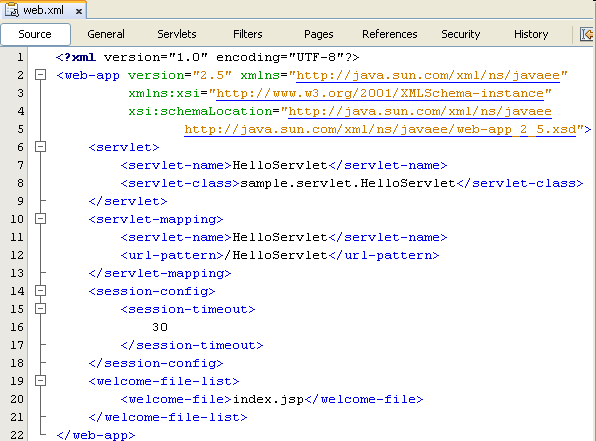 web.xml x
Source General Servlets Filters Pages References Security History
1 <?xml version="1.0" encoding="UTF-8"?>
2 <web-app version="2.5" xmlns="http://java.sun.com/xml/ns/javaee"
3 xmlns:xsi="http://www.w3.org/2001/XMLSchema-instance"
4 xsi:schemaLocation="http://java.sun.com/xml/ns/javaee
5 http://java.sun.com/xml/ns/javaee/web-app_2_5.xsd">
6 <servlet>
7 <servlet-name>HelloServlet</servlet-name>
8 <servlet-class>sample.servlet.HelloServlet</servlet-class>
9 </servlet>
10 <servlet-mapping>
11 <servlet-name>HelloServlet</servlet-name>
12 <url-pattern>/HelloServlet</url-pattern>
13 </servlet-mapping>
14 <session-config>
15 <session-timeout>
16 30
17 </session-timeout>
18 </session-config>
19 <welcome-file-list>
20 <welcome-file>index.jsp</welcome-file>
21 </welcome-file-list>
22 </web-app>